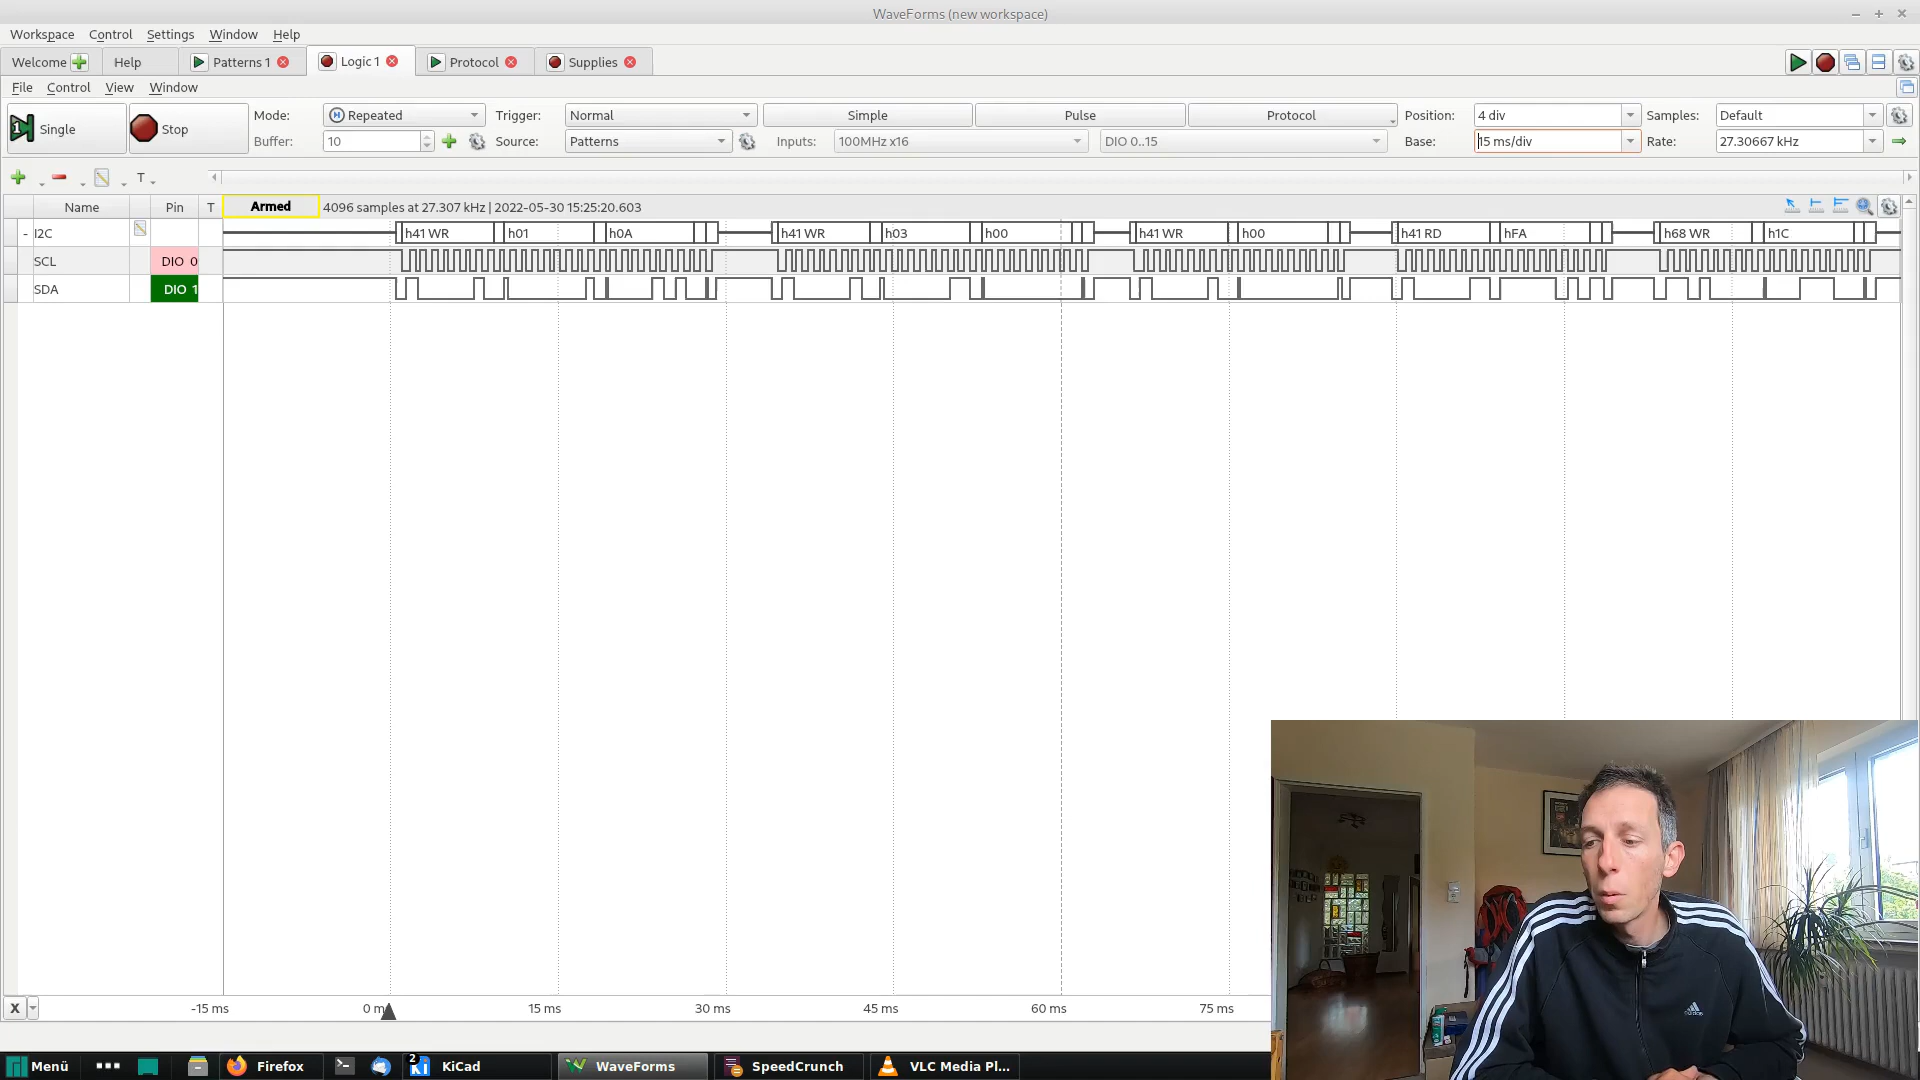 WaveForms (new workspace)
Workspace Control Settings Window Help
Welcome Help Patterns 1 Logic 1 Protocol Supplies
File Control View Window
Single Stop Mode: Repeated Trigger: Normal Simple Pulse Protocol Position: 4 div Samples: Default
Buffer: 10 Source: Patterns Inputs: 100MHz x16 DIO 0..15 Base: 15 ms/div Rate: 27.30667 kHz
T
Name Pin T Armed 4096 samples at 27.307 kHz | 2022-05-30 15:25:20.603
- I2C h41 WR h01 h0A h41 WR h03 h00 h41 WR h00 h41 RD hFA h68 WR h1C
SCL DIO 0
SDA DIO 1
X -15 ms 0 m 15 ms 30 ms 45 ms 60 ms 75 ms
adidas
Menü Firefox 2 KiCad WaveForms SpeedCrunch VLC Media Pl...